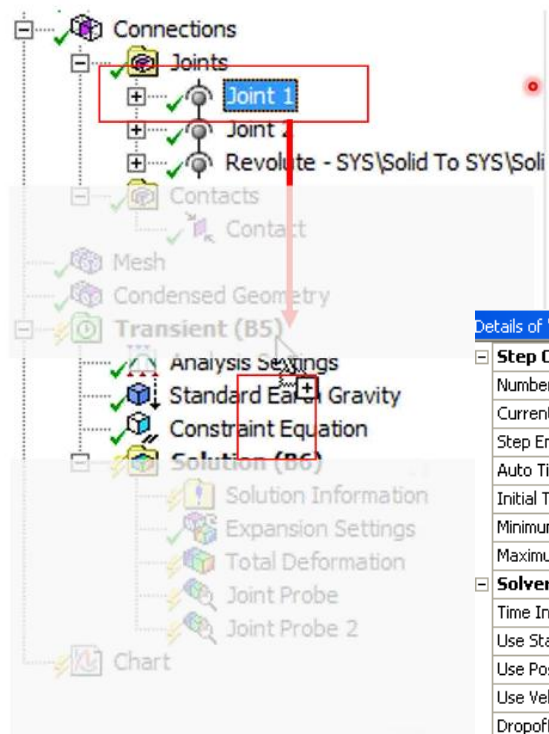 Connections
Joints
Joint 1
Joint 2
Revolute - SYS\Solid To SYS\Soli
Contacts
Contact
Mesh
Condensed Geometry
Transient (B5)
Analysis Settings
Standard Earth Gravity
Constraint Equation
Solution (B6)
Solution Information
Expansion Settings
Total Deformation
Joint Probe
Joint Probe 2
Chart
Details of "
Step C
Number
Current
Step En
Auto Ti
Initial T
Minimum
Maximu
Solver
Time In
Use Sta
Use Pos
Use Vel
Dropoff